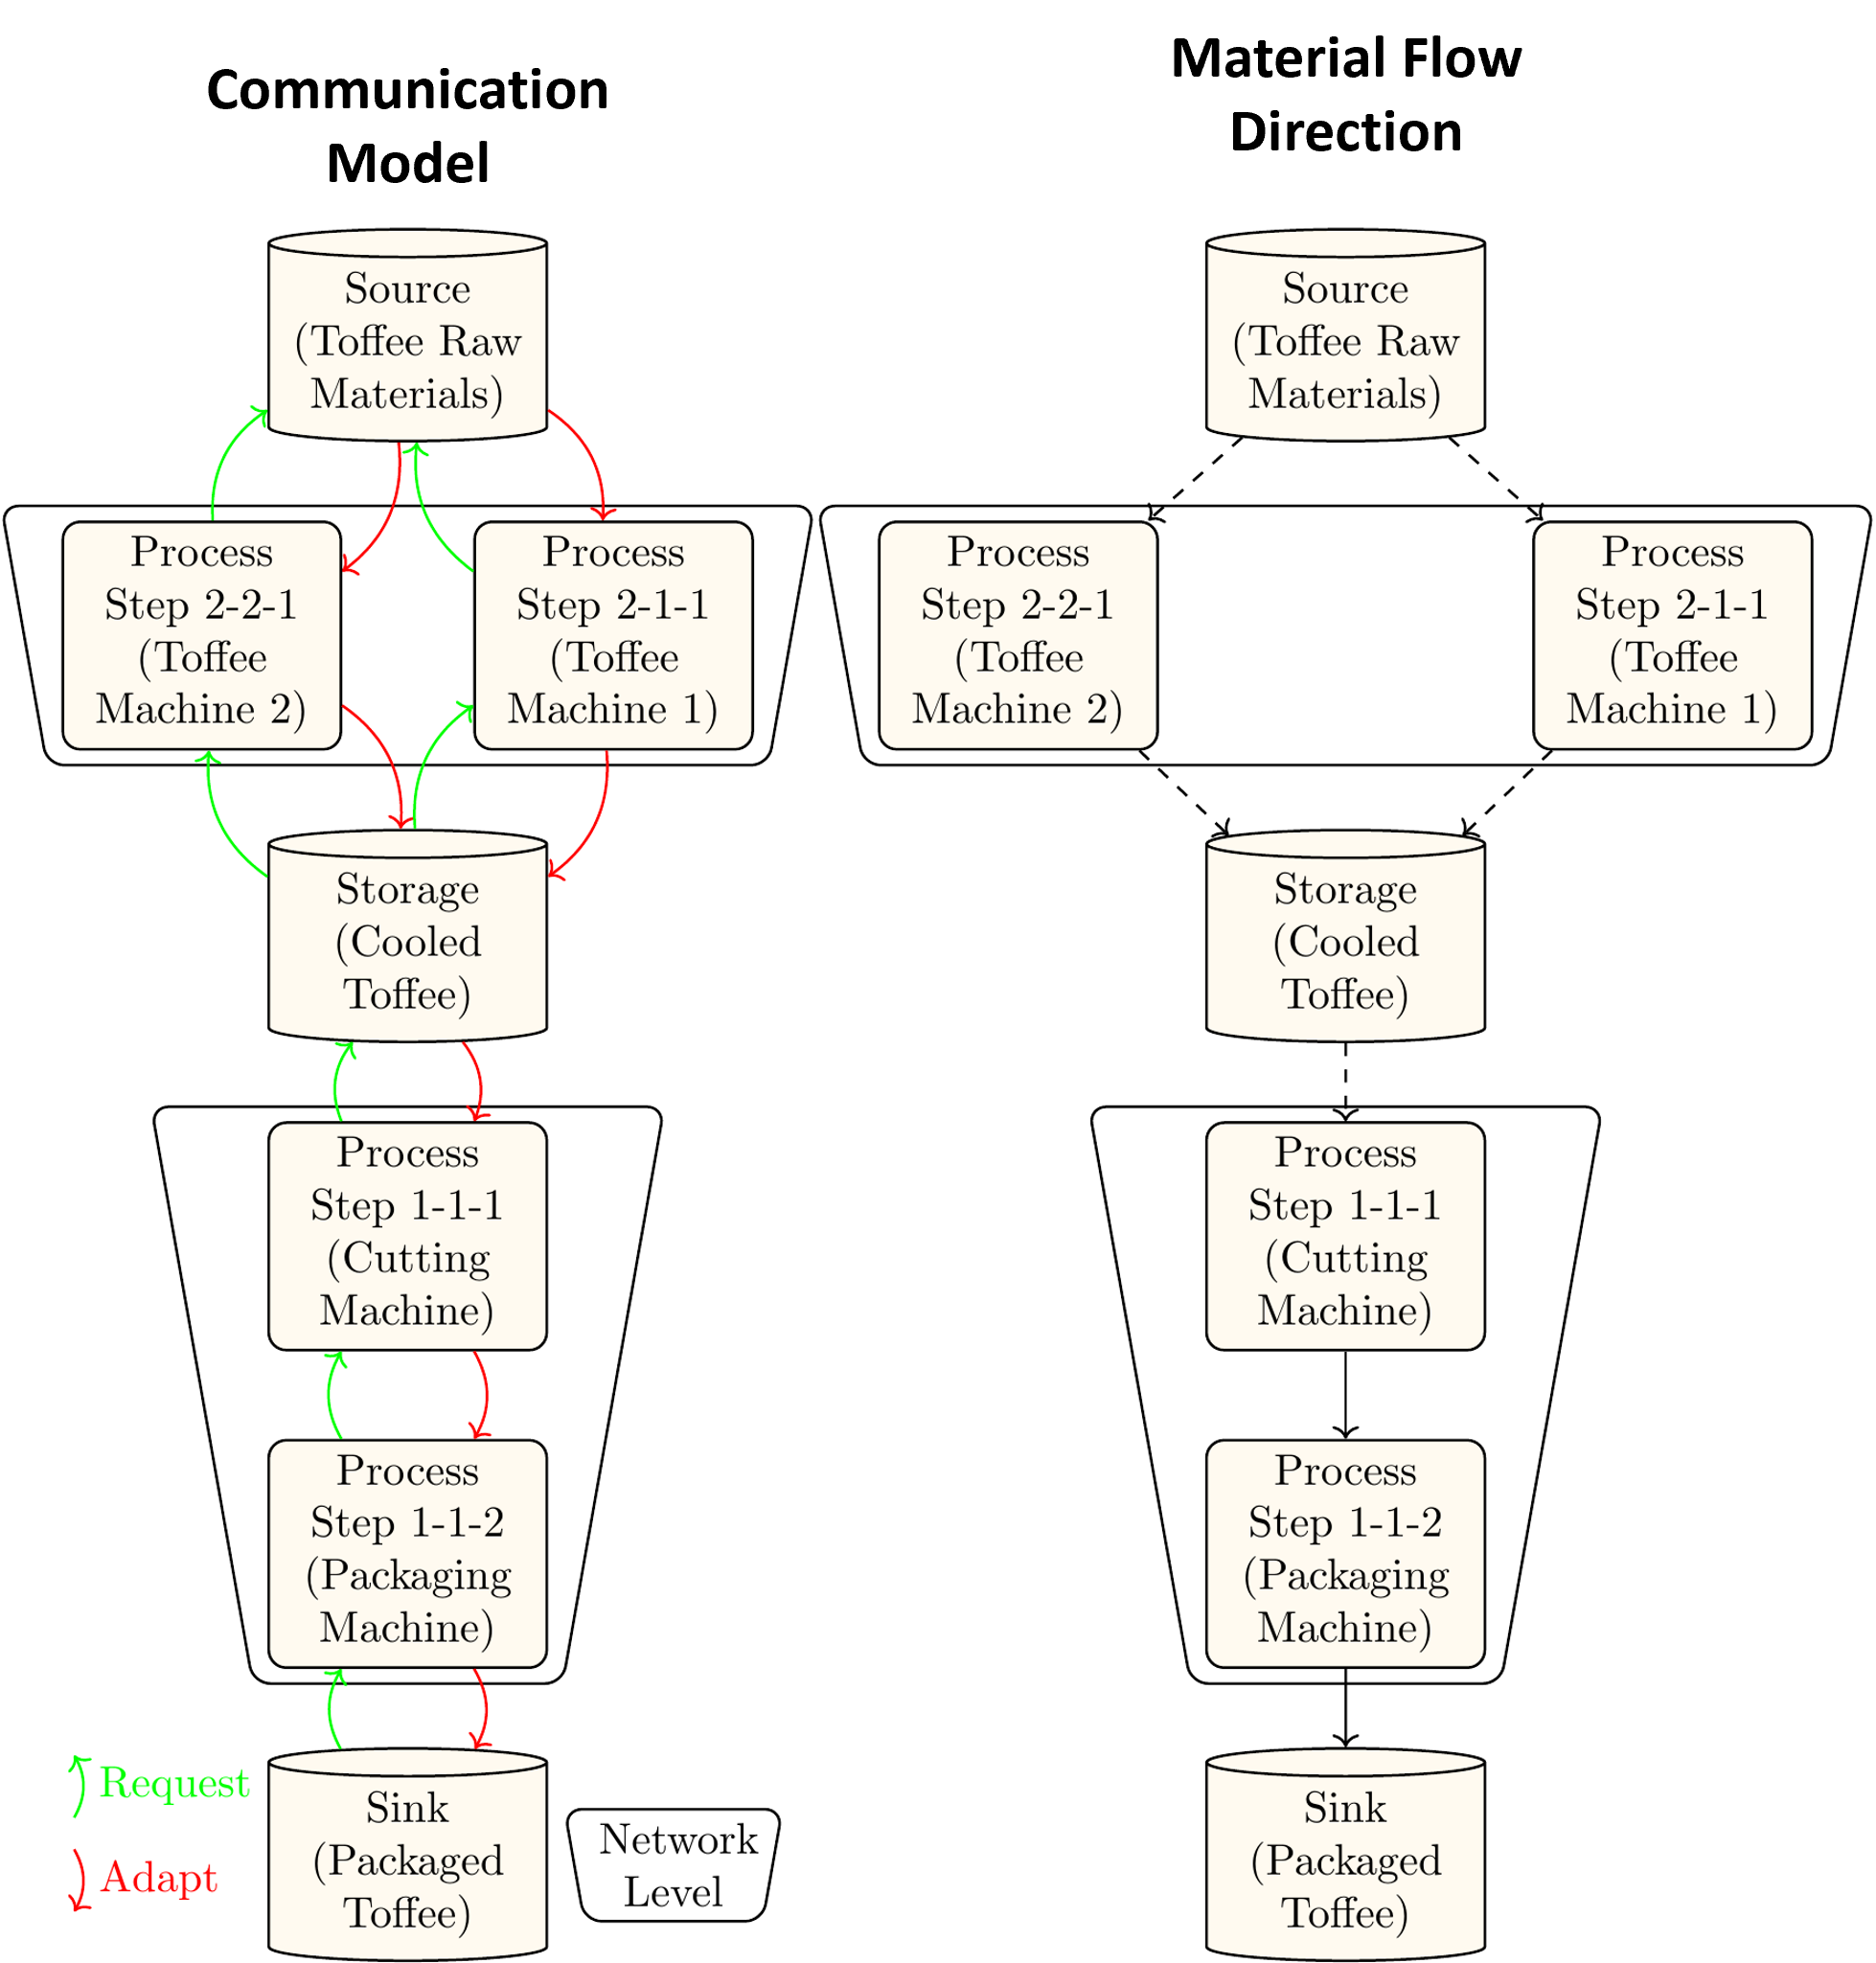 Communication
Model
Source
(Toffee Raw
Materials)
Process
Step 2-2-1
(Toffee
Machine 2)
Process
Step 2-1-1
(Toffee
Machine 1)
Storage
(Cooled
Toffee)
Process
Step 1-1-1
(Cutting
Machine)
Process
Step 1-1-2
(Packaging
Machine)
Sink
(Packaged
Toffee)
Request
Adapt
Network
Level
Material Flow
Direction
Source
(Toffee Raw
Materials)
Process
Step 2-2-1
(Toffee
Machine 2)
Process
Step 2-1-1
(Toffee
Machine 1)
Storage
(Cooled
Toffee)
Process
Step 1-1-1
(Cutting
Machine)
Process
Step 1-1-2
(Packaging
Machine)
Sink
(Packaged
Toffee)